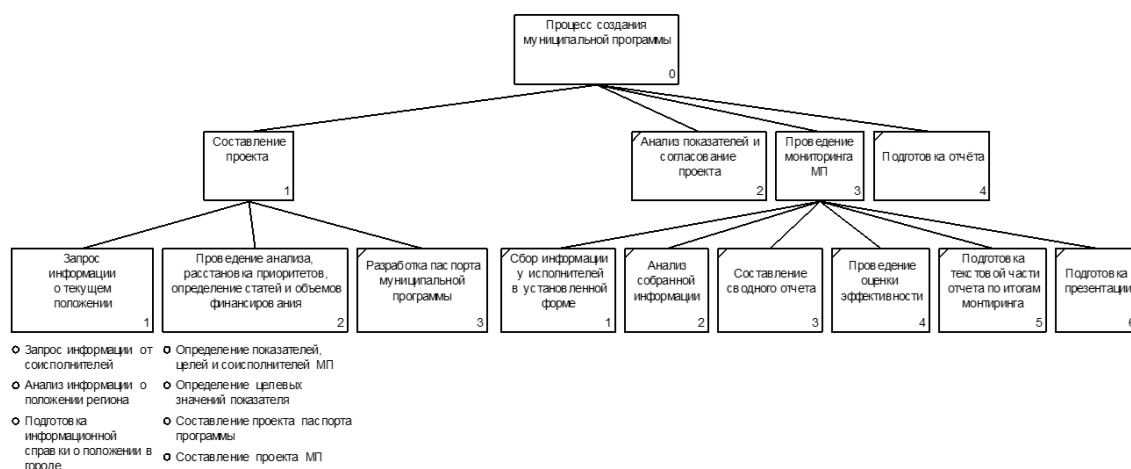 Процесс создания
муниципальной программы
0
Составление
проекта
1
Анализ показателей и
согласование
проекта
2
Проведение
мониторинга
МП
3
Подготовка отчёта
4
Запрос
информации
о текущем
положении
1
Проведение анализа,
расстановка приоритетов,
определение статей и объемов
финансирования
2
Разработка паспорта
муниципальной
программы
3
Сбор информации
у исполнителей
в установленной
форме
1
Анализ
собранной
информации
2
Составление
сводного отчета
3
Проведение
оценки
эффективности
4
Подготовка
текстовой части
отчета по итогам
монтиринга
5
Подготовка
презентации
6
Запрос информации от
соисполнителей
Анализ информации о
положении региона
Подготовка
информационной
справки о положении в
городе
Определение показателей,
целей и соисполнителей МП
Определение целевых
значений показателя
Составление проекта паспорта
программы
Составление проекта МП